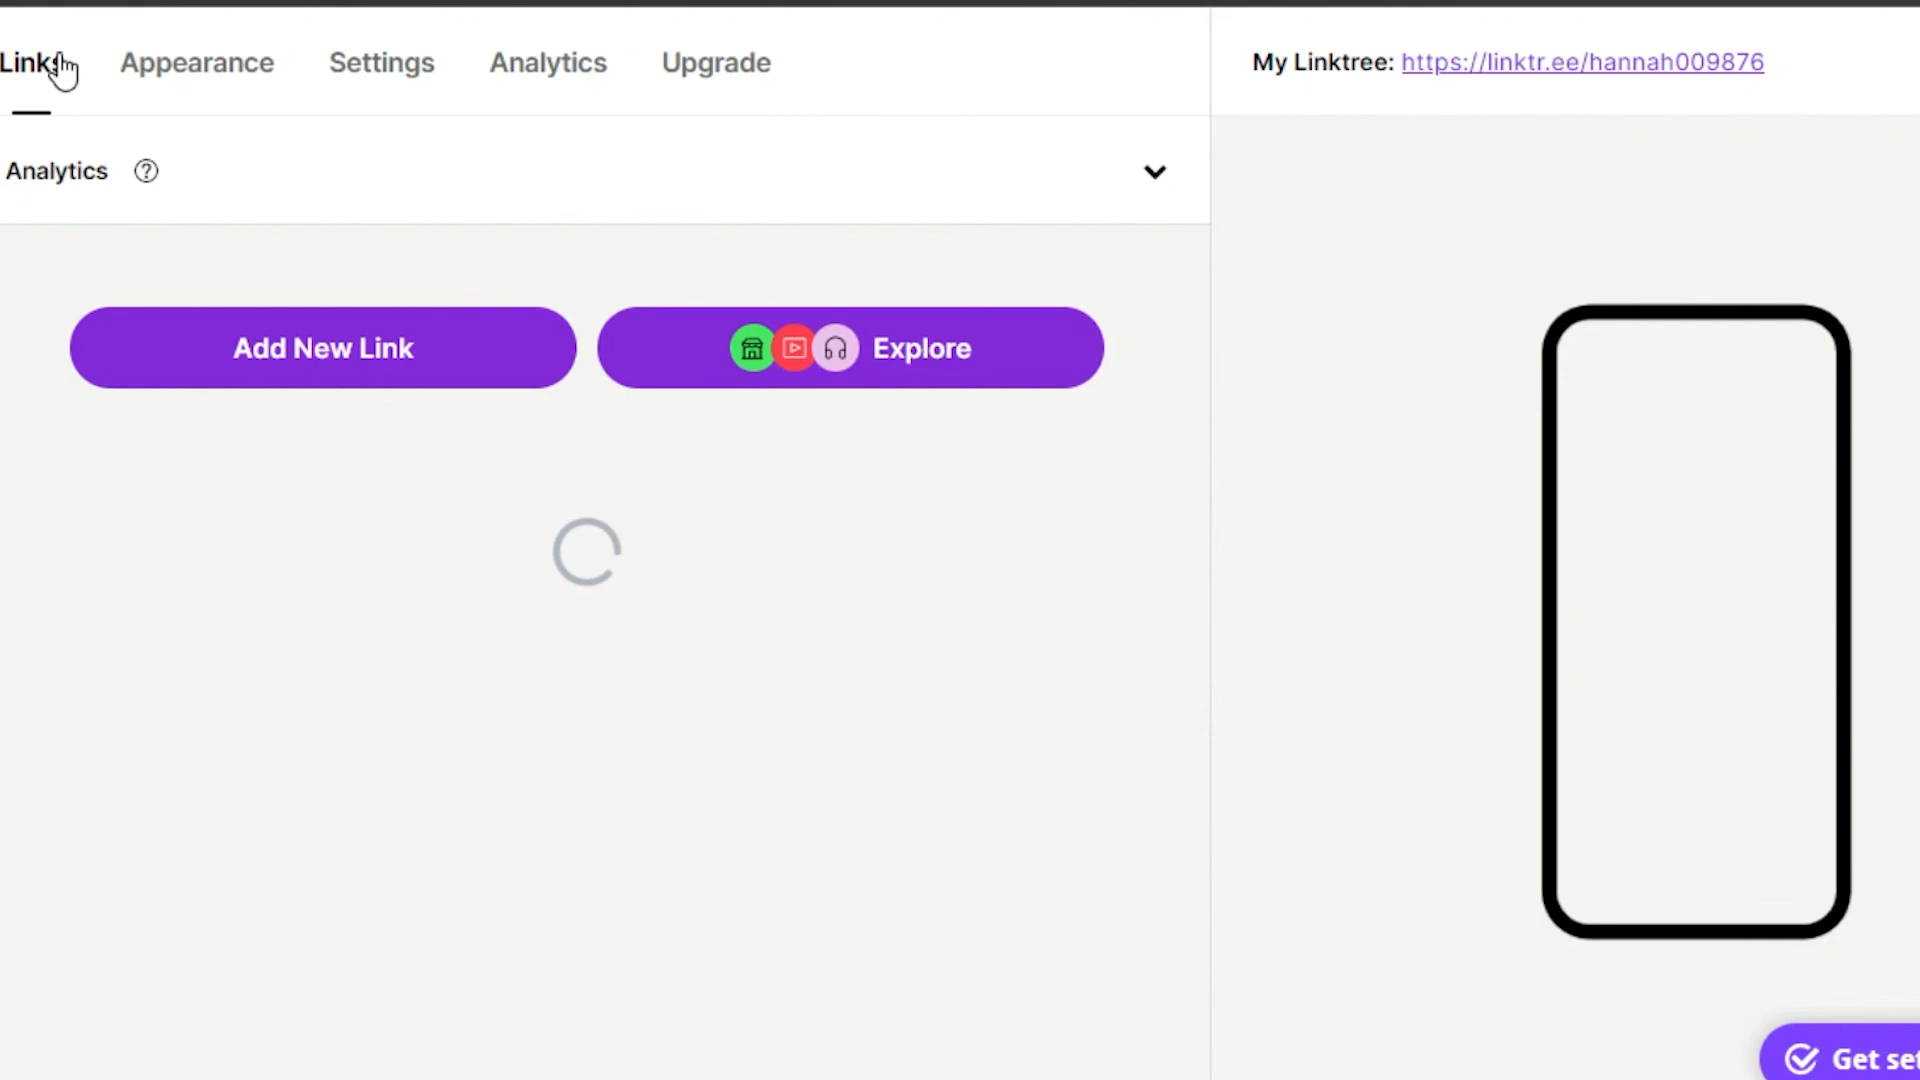 Links Appearance Settings Analytics Upgrade
My Linktree: https://linktr.ee/hannah009876
Analytics ?
Add New Link
Explore
Get set